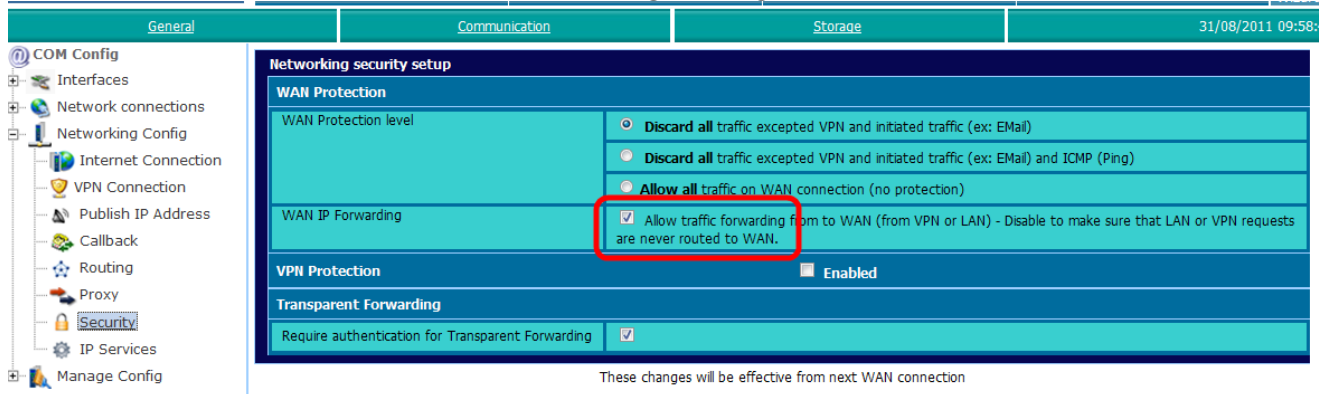 General
Communication
Storage
31/08/2011 09:58:
COM Config
Interfaces
Network connections
Networking Config
Internet Connection
VPN Connection
Publish IP Address
Callback
Routing
Proxy
Security
IP Services
Manage Config
Networking security setup
WAN Protection
WAN Protection level
Discard all traffic excepted VPN and initiated traffic (ex: EMail)
Discard all traffic excepted VPN and initiated traffic (ex: EMail) and ICMP (Ping)
Allow all traffic on WAN connection (no protection)
WAN IP Forwarding
Allow traffic forwarding from to WAN (from VPN or LAN) - Disable to make sure that LAN or VPN requests
are never routed to WAN.
VPN Protection
Enabled
Transparent Forwarding
Require authentication for Transparent Forwarding
These changes will be effective from next WAN connection